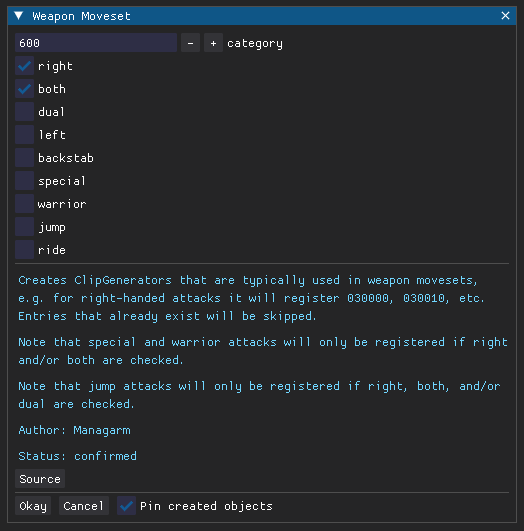 Weapon Moveset
600 - + category
right
both
dual
left
backstab
special
warrior
jump
ride
Creates ClipGenerators that are typically used in weapon movesets,
e.g. for right-handed attacks it will register 030000, 030010, etc.
Entries that already exist will be skipped.
Note that special and warrior attacks will only be registered if right
and/or both are checked.
Note that jump attacks will only be registered if right, both, and/or
dual are checked.
Author: Managarm
Status: confirmed
Source
Okay Cancel Pin created objects